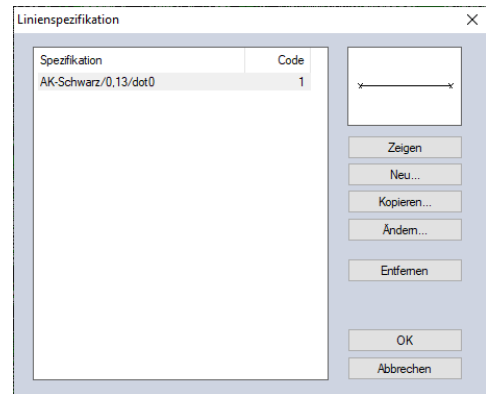 Linienspezifikation
Spezifikation Code
AK-Schwarz/0,13/dot0 1
Zeigen
Neu...
Kopieren...
Ändern...
Entfernen
OK
Abbrechen